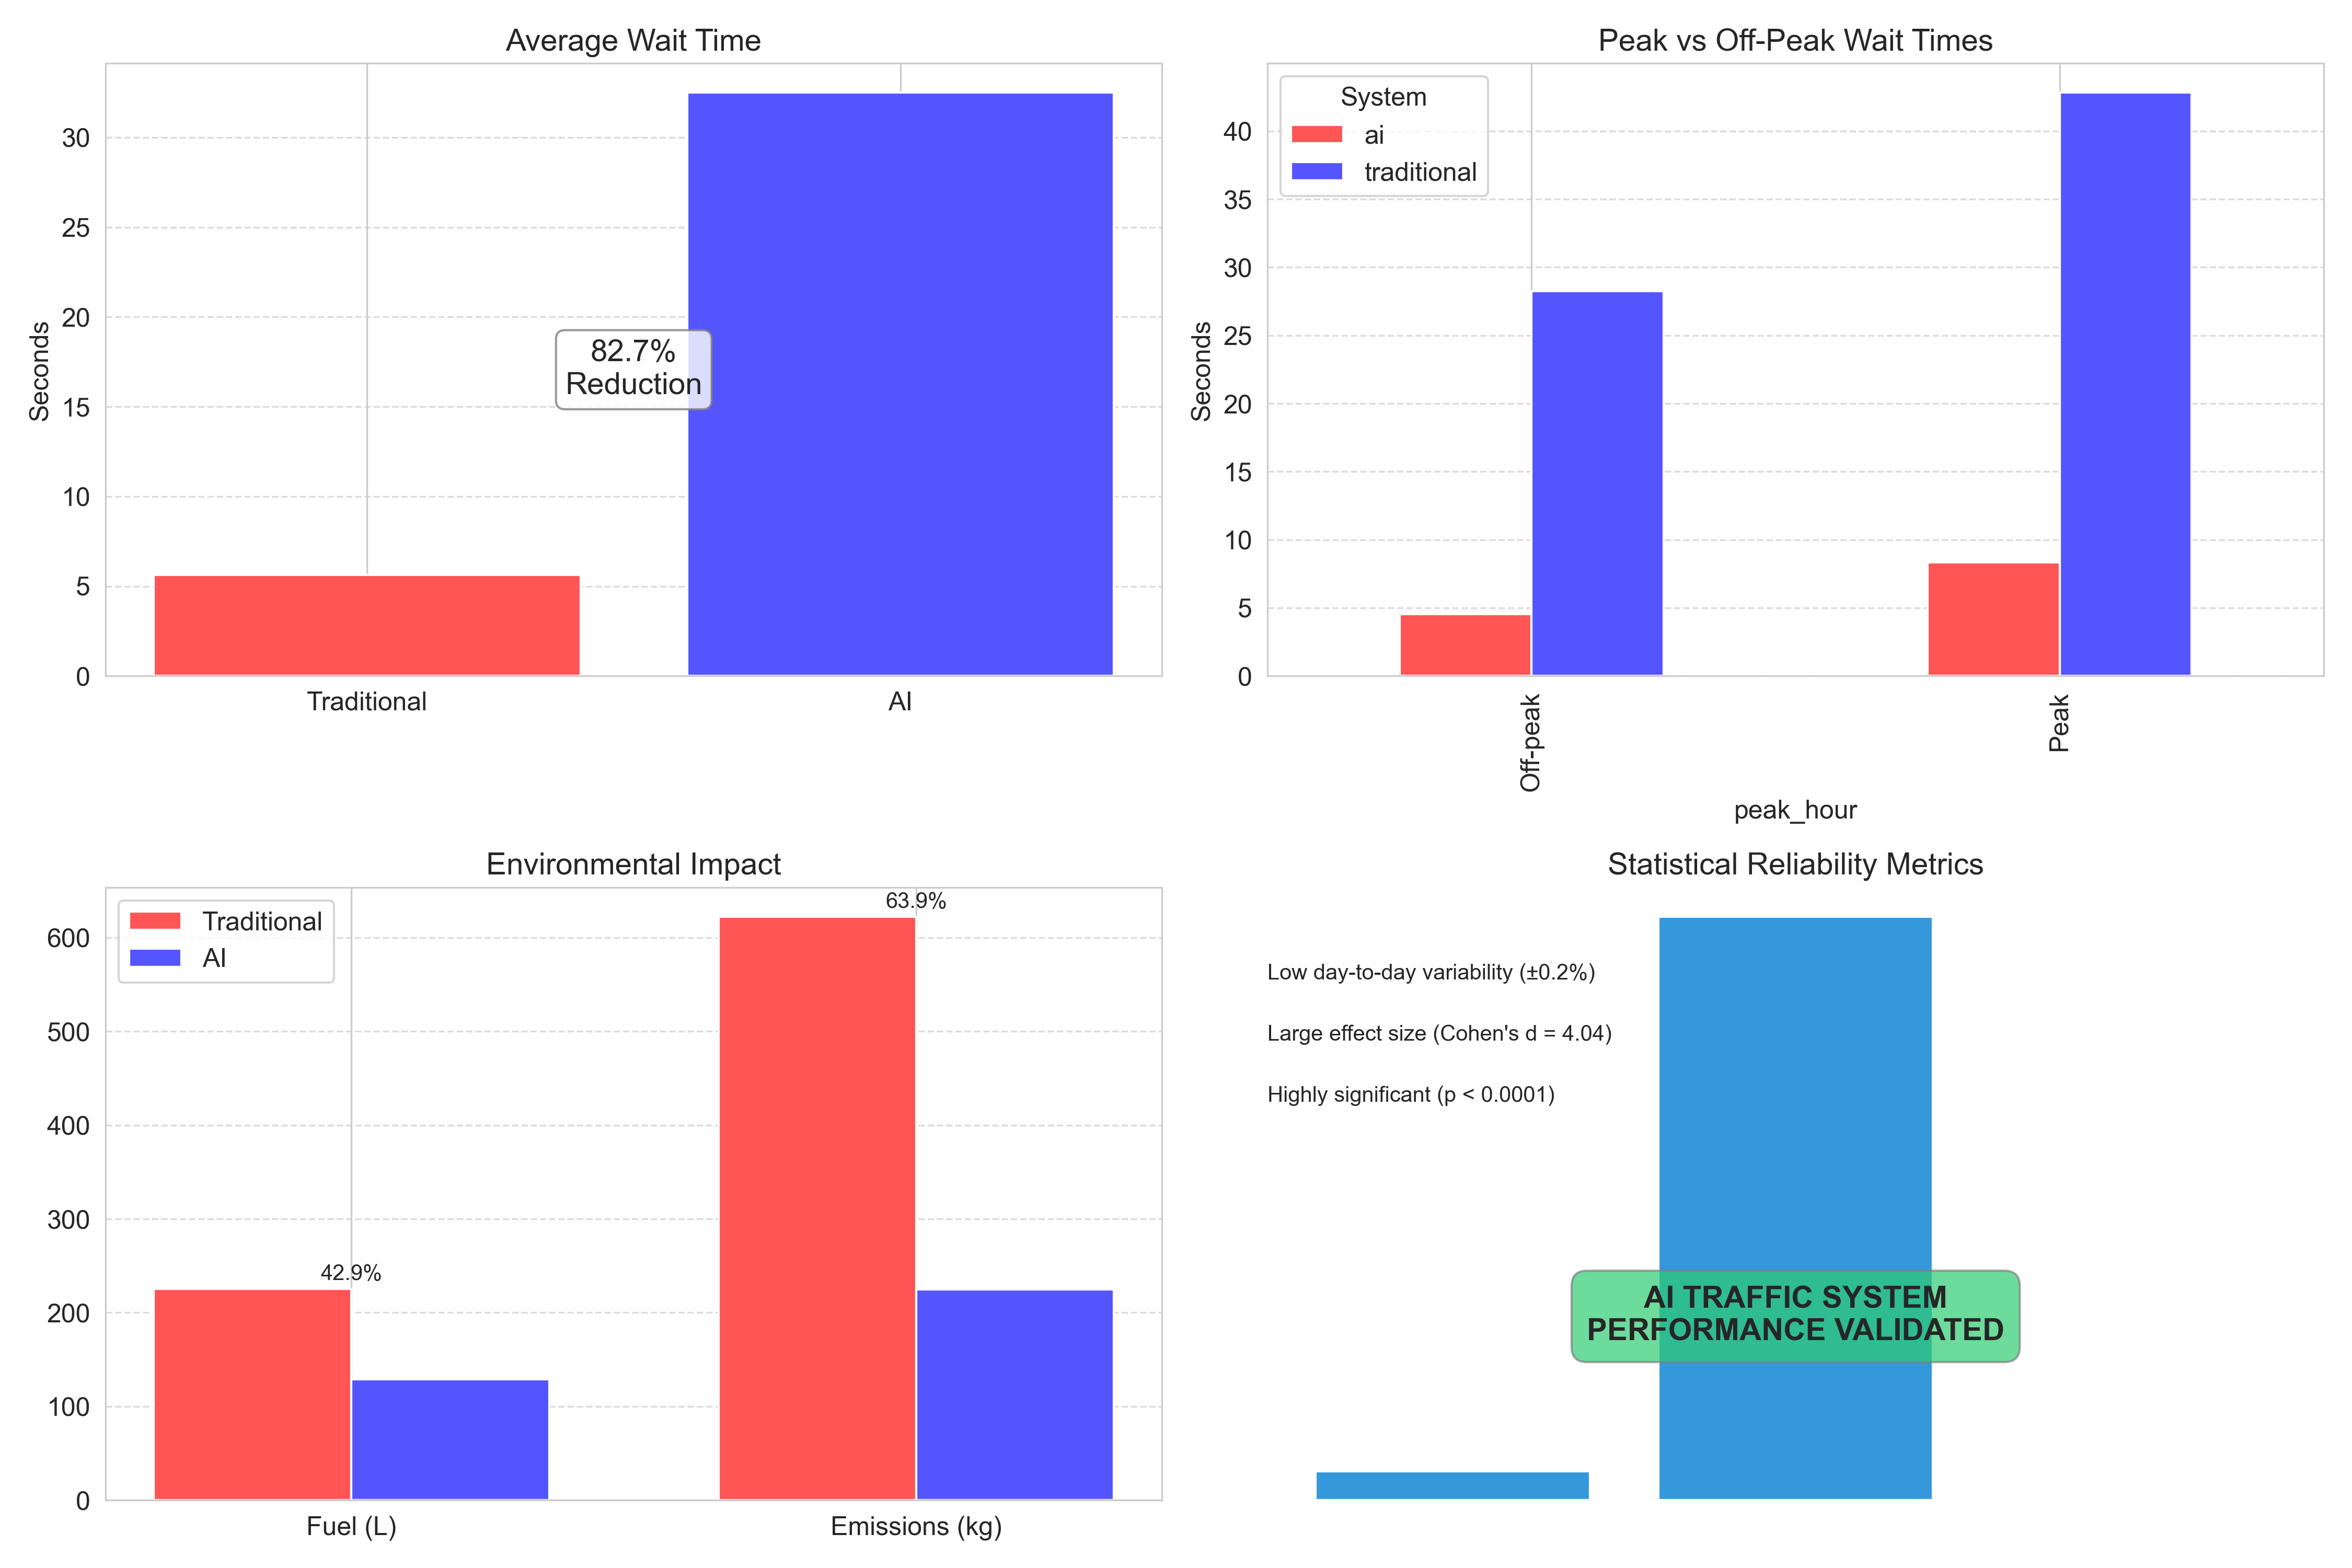 Average Wait Time
Seconds
30
25
20
15
10
5
0
82.7%
Reduction
Traditional
AI
Peak vs Off-Peak Wait Times
Seconds
40
35
30
25
20
15
10
5
0
System
ai
traditional
Off-peak
Peak
peak_hour
Environmental Impact
600
500
400
300
200
100
0
Traditional
AI
42.9%
63.9%
Fuel (L)
Emissions (kg)
Statistical Reliability Metrics
Low day-to-day variability (±0.2%)
Large effect size (Cohen's d = 4.04)
Highly significant (p < 0.0001)
AI TRAFFIC SYSTEM
PERFORMANCE VALIDATED